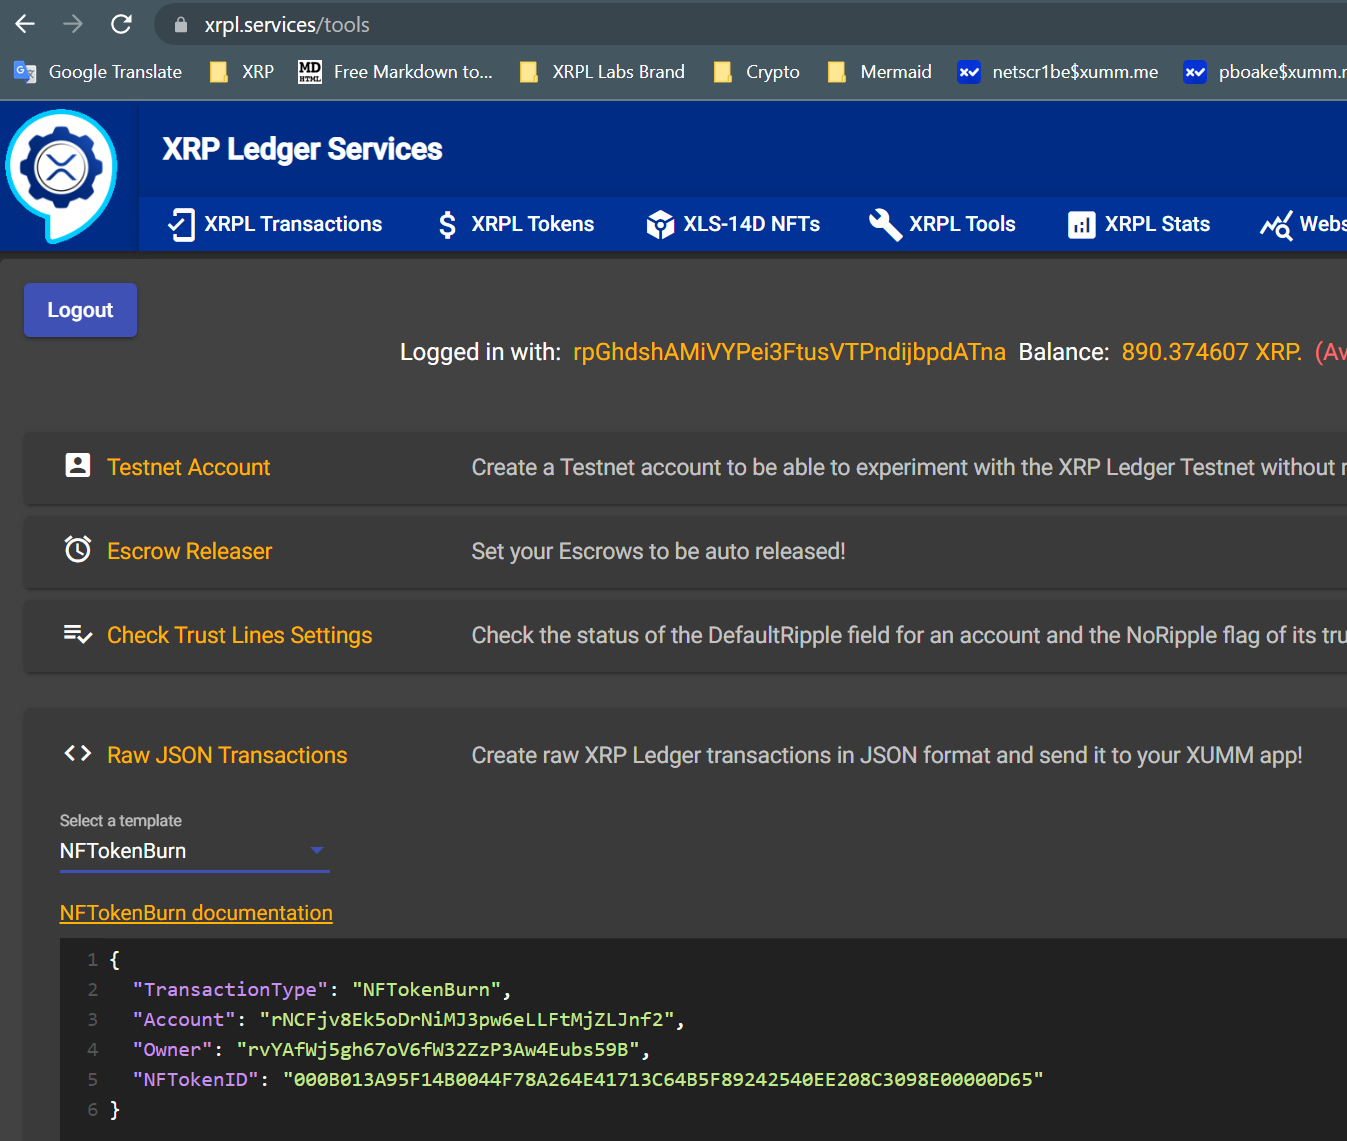 xrpl.services/tools
Google Translate XRP MD HTML Free Markdown to... XRPL Labs Brand Crypto Mermaid netscr1be$xumm.me pboake$xumm.m
XRP Ledger Services
XRPL Transactions $ XRPL Tokens XLS-14D NFTs XRPL Tools XRPL Stats Webs
Logout
Logged in with: rpGhdshAMiVYPei3FtusVTPndijbpdATna Balance: 890.374607 XRP. (Av
Testnet Account Create a Testnet account to be able to experiment with the XRP Ledger Testnet without r
Escrow Releaser Set your Escrows to be auto released!
Check Trust Lines Settings Check the status of the DefaultRipple field for an account and the NoRipple flag of its tru
Raw JSON Transactions Create raw XRP Ledger transactions in JSON format and send it to your XUMM app!
Select a template
NFTokenBurn
NFTokenBurn documentation
1 {
2 "TransactionType": "NFTokenBurn",
3 "Account": "rNCFjv8Ek5oDrNiMJ3pw6eLLFtMjZLJnf2",
4 "Owner": "rvYAfWj5gh67oV6fW32ZzP3Aw4Eubs59B",
5 "NFTokenID": "000B013A95F14B0044F78A264E41713C64B5F89242540EE208C3098E00000D65"
6 }